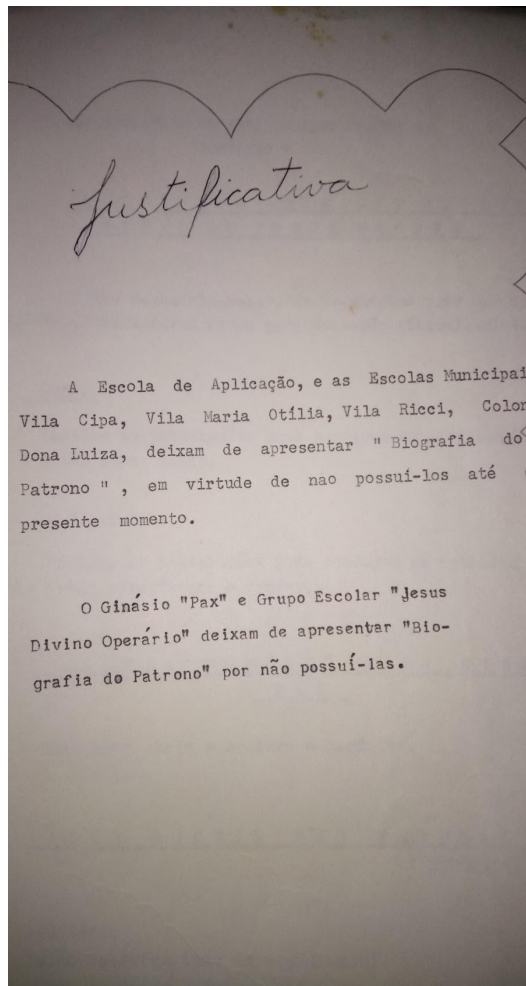 Justificativa
A Escola de Aplicação, e as Escolas Municipai
Vila Cipa, Vila Maria Otília, Vila Ricci, Colon
Dona Luiza, deixam de apresentar " Biografia do
Patrono " , em virtude de nao possuí-los até
presente momento.
O Ginásio "Pax" e Grupo Escolar "Jesus
Divino Operário" deixam de apresentar "Bio-
grafia do Patrono" por não possuí-las.